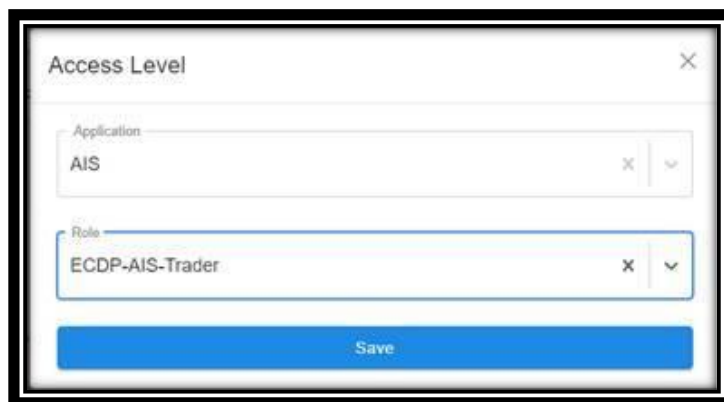 Access Level
Application
AIS
Role
ECDP-AIS-Trader
Save